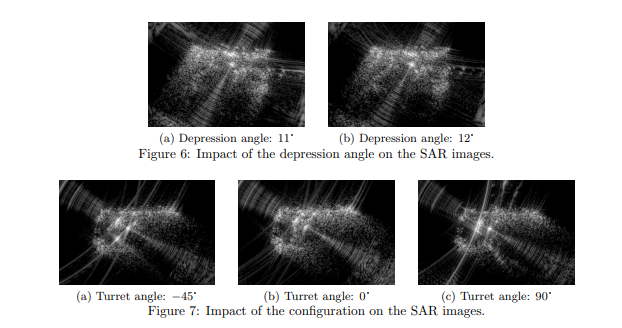 (a) Depression angle: 11°
(b) Depression angle: 12°
Figure 6: Impact of the depression angle on the SAR images.
(a) Turret angle: −45°
(b) Turret angle: 0°
(c) Turret angle: 90°
Figure 7: Impact of the configuration on the SAR images.